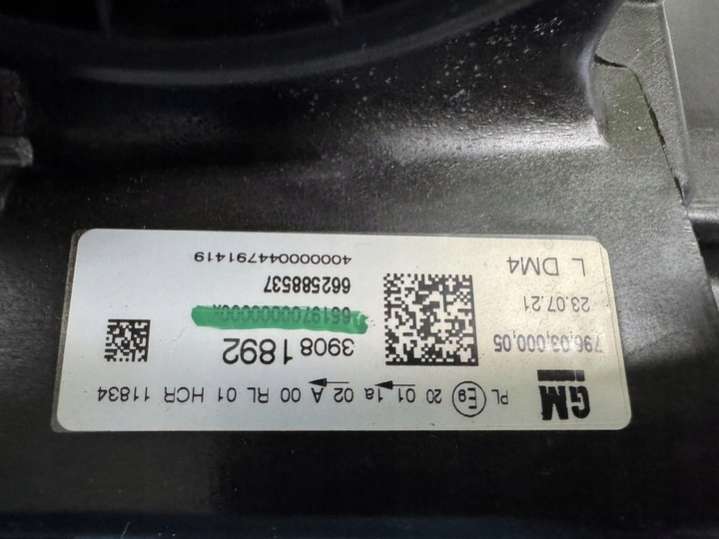 GM
PL E9 20 01 1a 02 A 00 RL 01 HCR 11834
796.03,000,05
3908 1892
23.07.21
662588537
L DM4
400000044791419